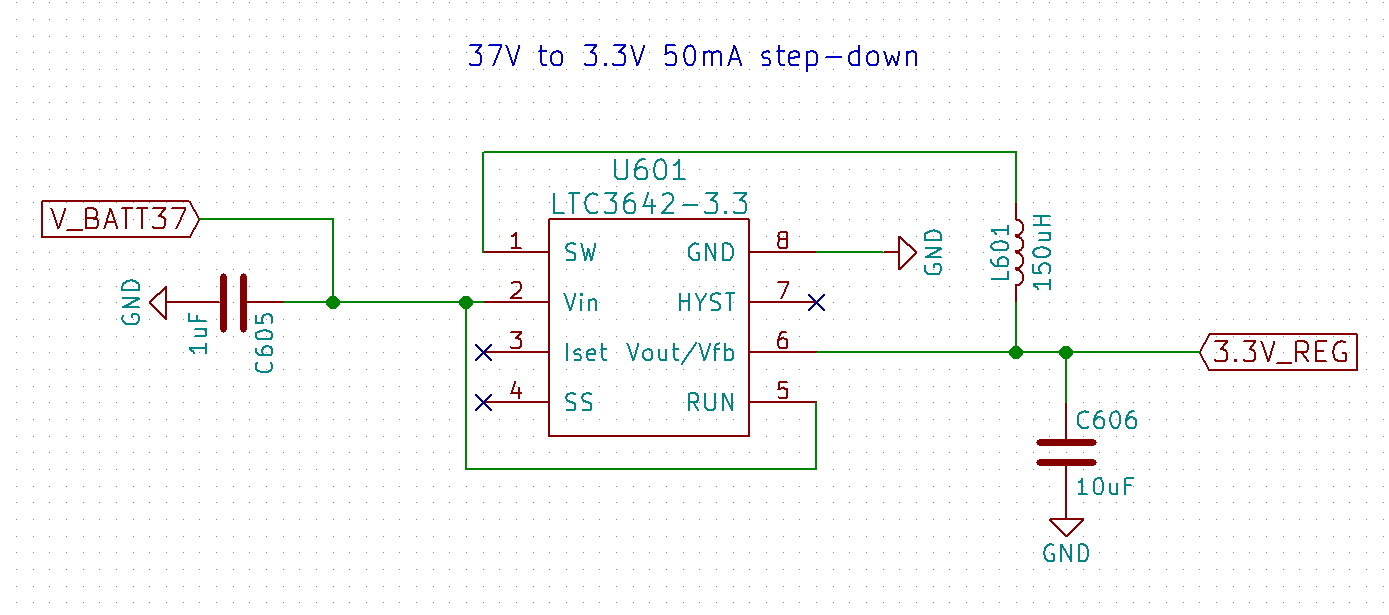 37V to 3.3V 50mA step-down
U601
LTC3642-3.3
V_BATT37
1 SW GND 8
GND
L601
150uH
GND
2 Vin HYST 7
1uF
C605
3 Iset Vout/Vfb 6
3.3V_REG
4 SS RUN 5
C606
10uF
GND